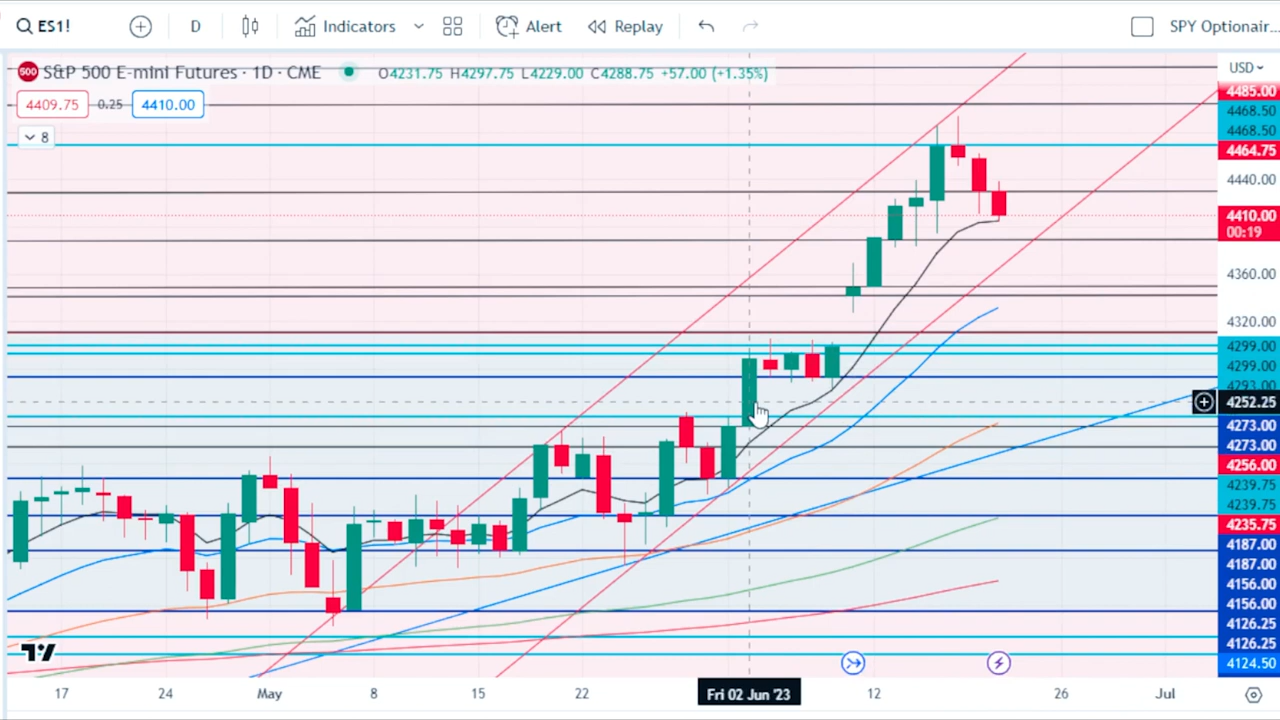 ES1!
D
Indicators
Alert
Replay
SPY Optionair...
500 S&P 500 E-mini Futures · 1D · CME
O4231.75 H4297.75 L4229.00 C4288.75 +57.00 (+1.35%)
USD
4409.75 0.25 4410.00
8
4485.00
4468.50
4468.50
4464.75
4440.00
4410.00
00:19
4360.00
4320.00
4299.00
4299.00
4293.00
4252.25
4273.00
4273.00
4256.00
4239.75
4239.75
4235.75
4187.00
4187.00
4156.00
4156.00
4126.25
4126.25
4124.50
17 24 May 8 15 22 Fri 02 Jun '23 12 26 Jul